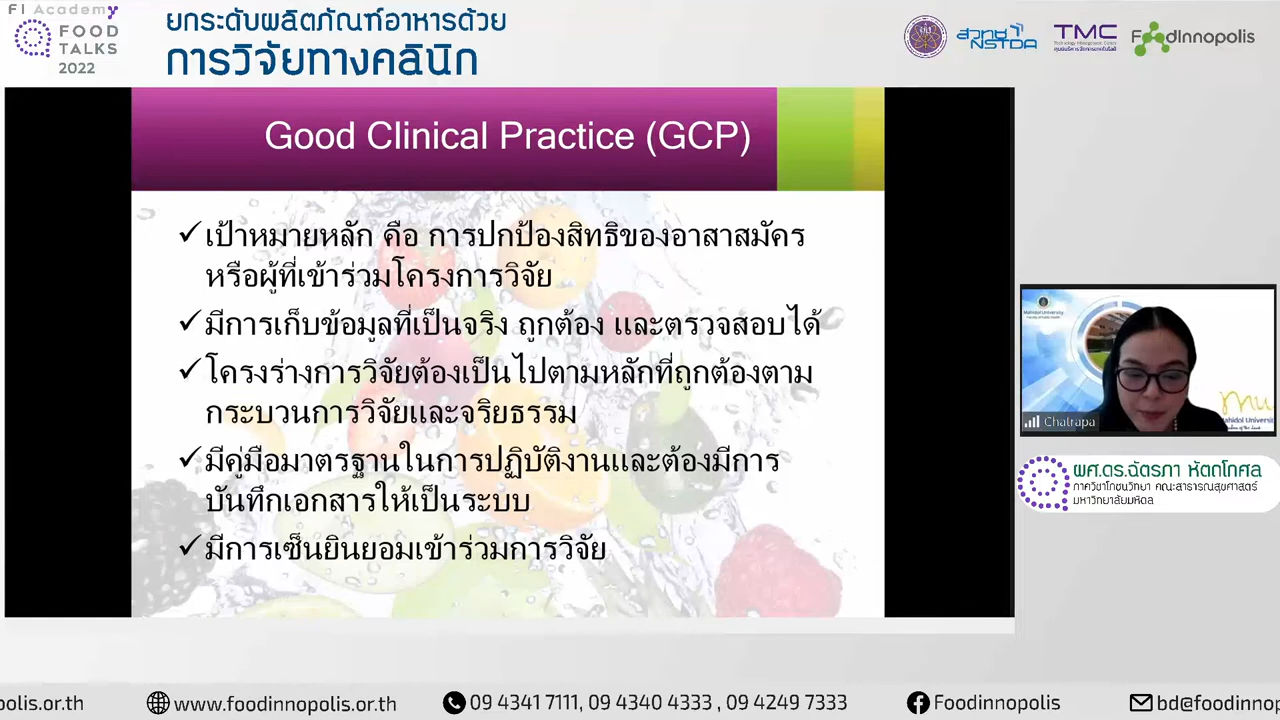 FI Academy
FOOD
TALKS
2022
ยกระดับผลิตภัณฑ์อาหารด้วย
การวิจัยทางคลินิก
สวทช
NSTDA
TMC
FoodInnopolis
Good Clinical Practice (GCP)
✓เป้าหมายหลัก คือ การปกป้องสิทธิของอาสาสมัคร
หรือผู้ที่เข้าร่วมโครงการวิจัย
✓มีการเก็บข้อมูลที่เป็นจริง ถูกต้อง และตรวจสอบได้
✓โครงร่างการวิจัยต้องเป็นไปตามหลักที่ถูกต้องตาม
กระบวนการวิจัยและจริยธรรม
✓มีคู่มือมาตรฐานในการปฏิบัติงานและต้องมีการ
บันทึกเอกสารให้เป็นระบบ
✓มีการเซ็นยินยอมเข้าร่วมการวิจัย
Mahidol University
mu
Mahidol Universit
Chatrapa
ผศ.ดร.ฉัตรภา หัตถโกศล
ภาควิชาโภชนวิทยา คณะสาธารณสุขศาสตร์
มหาวิทยาลัยมหิดล
polis.or.th
www.foodinnopolis.or.th
09 4341 7111, 09 4340 4333 , 09 4249 7333
Foodinnopolis
bd@foodinnop